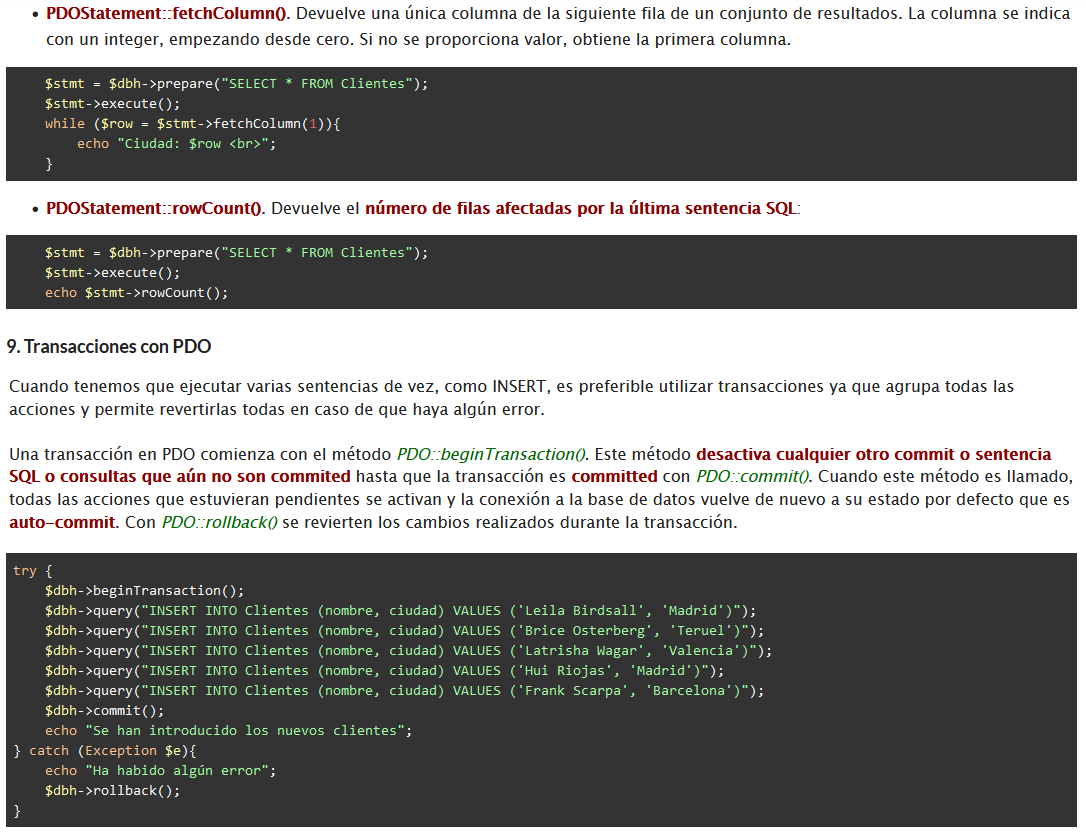 • PDOStatement::fetchColumn(). Devuelve una única columna de la siguiente fila de un conjunto de resultados. La columna se indica
con un integer, empezando desde cero. Si no se proporciona valor, obtiene la primera columna.
$stmt = $dbh->prepare("SELECT * FROM Clientes");
$stmt->execute();
while ($row = $stmt->fetchColumn(1)){
    echo "Ciudad: $row <br>";
}
• PDOStatement::rowCount(). Devuelve el número de filas afectadas por la última sentencia SQL:
$stmt = $dbh->prepare("SELECT * FROM Clientes");
$stmt->execute();
echo $stmt->rowCount();
9. Transacciones con PDO
Cuando tenemos que ejecutar varias sentencias de vez, como INSERT, es preferible utilizar transacciones ya que agrupa todas las
acciones y permite revertirlas todas en caso de que haya algún error.
Una transacción en PDO comienza con el método PDO::beginTransaction(). Este método desactiva cualquier otro commit o sentencia
SQL o consultas que aún no son commited hasta que la transacción es committed con PDO::commit(). Cuando este método es llamado,
todas las acciones que estuvieran pendientes se activan y la conexión a la base de datos vuelve de nuevo a su estado por defecto que es
auto-commit. Con PDO::rollback() se revierten los cambios realizados durante la transacción.
try {
    $dbh->beginTransaction();
    $dbh->query("INSERT INTO Clientes (nombre, ciudad) VALUES ('Leila Birdsall', 'Madrid')");
    $dbh->query("INSERT INTO Clientes (nombre, ciudad) VALUES ('Brice Osterberg', 'Teruel')");
    $dbh->query("INSERT INTO Clientes (nombre, ciudad) VALUES ('Latrisha Wagar', 'Valencia')");
    $dbh->query("INSERT INTO Clientes (nombre, ciudad) VALUES ('Hui Riojas', 'Madrid')");
    $dbh->query("INSERT INTO Clientes (nombre, ciudad) VALUES ('Frank Scarpa', 'Barcelona')");
    $dbh->commit();
    echo "Se han introducido los nuevos clientes";
} catch (Exception $e){
    echo "Ha habido algún error";
    $dbh->rollback();
}